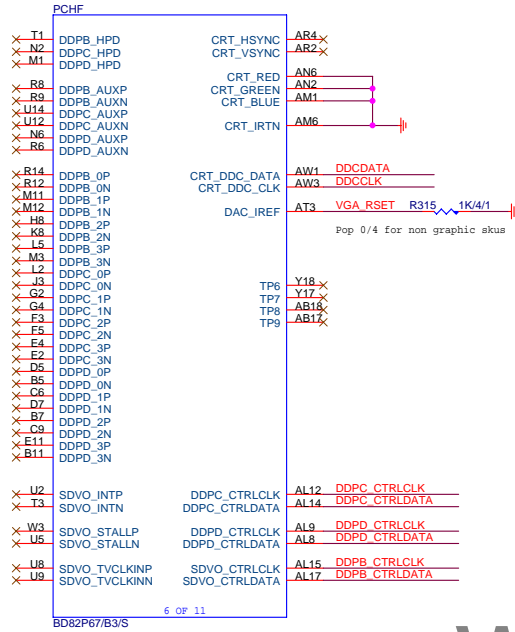 PCHF
T1 DDPB_HPD CRT_HSYNC AR4
N2 DDPC_HPD CRT_VSYNC AR2
M1 DDPD_HPD
CRT_RED AN6
R8 DDPB_AUXP CRT_GREEN AN2
R9 DDPB_AUXN CRT_BLUE AM1
U14 DDPC_AUXP
U12 DDPC_AUXN CRT_IRTN AM6
N6 DDPD_AUXP
R6 DDPD_AUXN
R14 DDPB_0P CRT_DDC_DATA AW1 DDCDATA
R12 DDPB_0N CRT_DDC_CLK AW3 DDCCLK
M11 DDPB_1P
M12 DDPB_1N DAC_IREF AT3 VGA_RSET R315 1K/4/1
H8 DDPB_2P
K8 DDPB_2N Pop 0/4 for non graphic skus
L5 DDPB_3P
M3 DDPB_3N
L2 DDPC_0P
J3 DDPC_0N TP6 Y18
G2 DDPC_1P TP7 Y17
G4 DDPC_1N TP8 AB18
F3 DDPC_2P TP9 AB17
F5 DDPC_2N
E4 DDPC_3P
E2 DDPC_3N
D5 DDPD_0P
B5 DDPD_0N
C6 DDPD_1P
D7 DDPD_1N
B7 DDPD_2P
C9 DDPD_2N
E11 DDPD_3P
B11 DDPD_3N
U2 SDVO_INTP DDPC_CTRLCLK AL12 DDPC_CTRLCLK
T3 SDVO_INTN DDPC_CTRLDATA AL14 DDPC_CTRLDATA
W3 SDVO_STALLP DDPD_CTRLCLK AL9 DDPD_CTRLCLK
U5 SDVO_STALLN DDPD_CTRLDATA AL8 DDPD_CTRLDATA
U8 SDVO_TVCLKINP SDVO_CTRLCLK AL15 DDPB_CTRLCLK
U9 SDVO_TVCLKINN SDVO_CTRLDATA AL17 DDPB_CTRLDATA
6 OF 11
BD82P67/B3/S